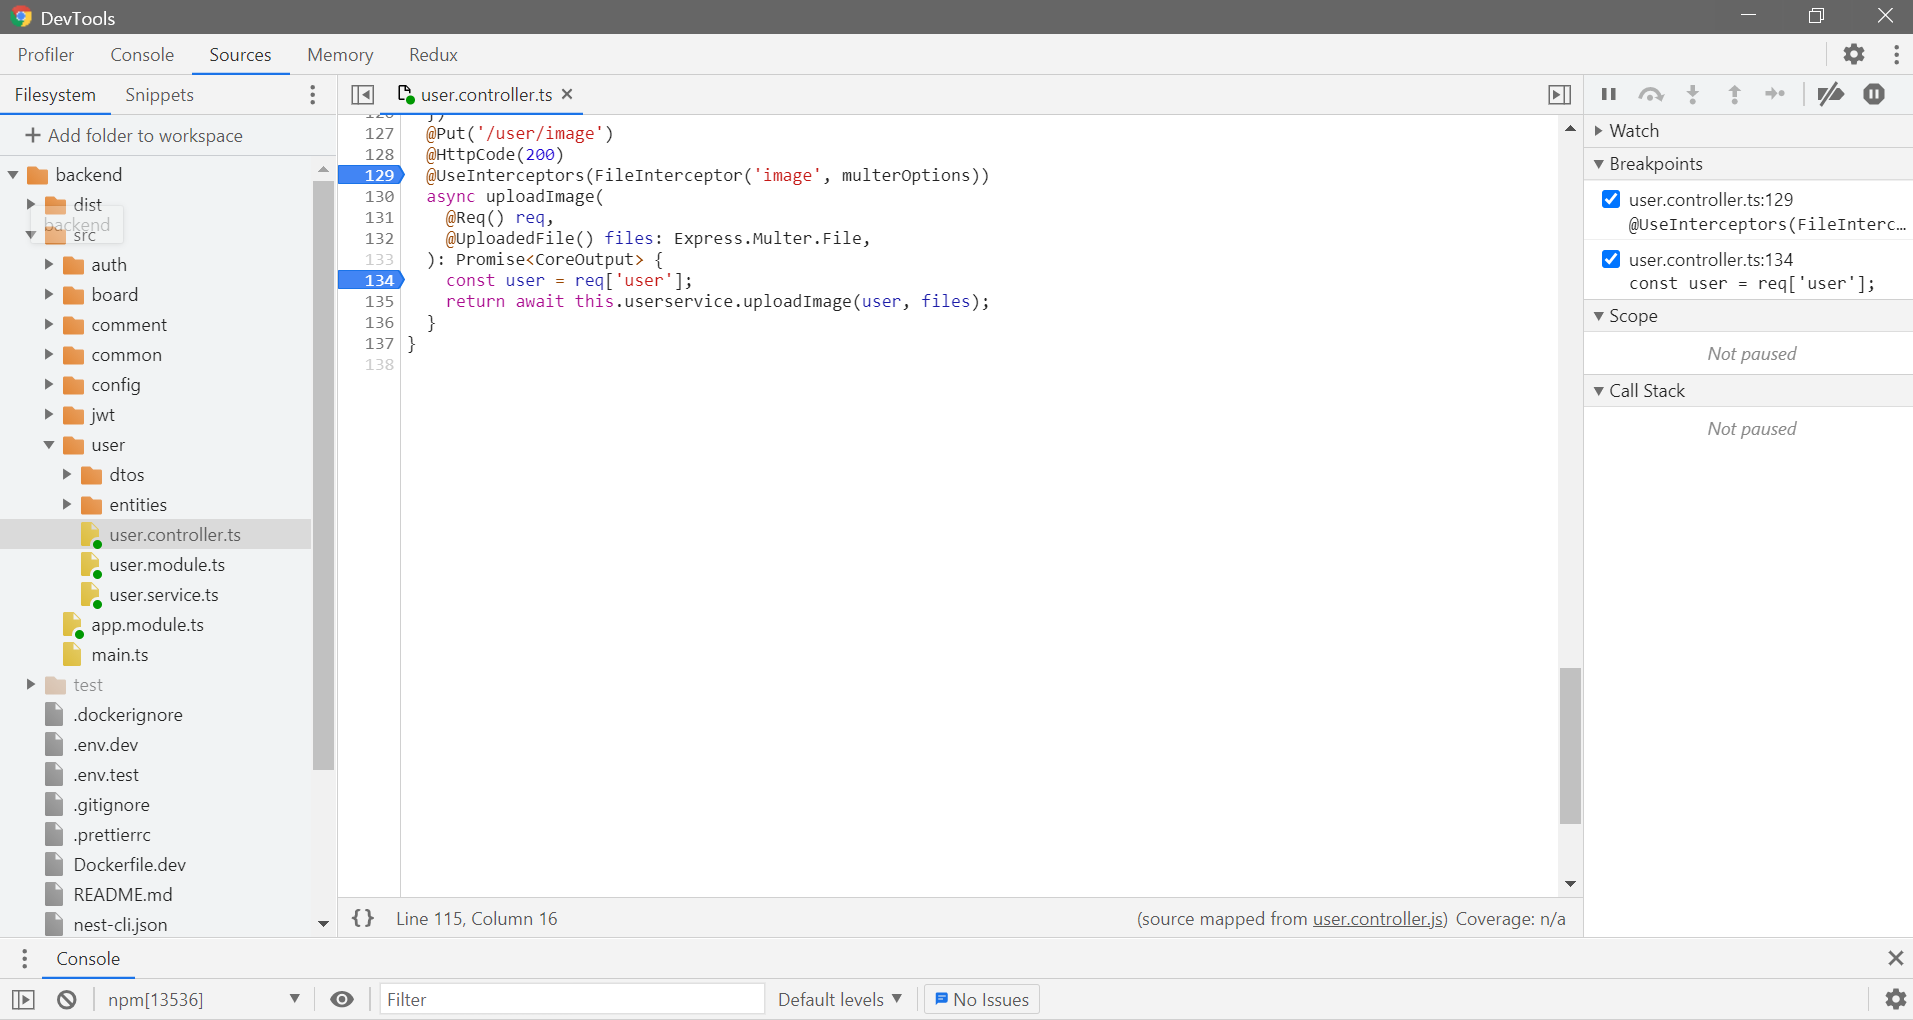 DevTools
Profiler Console Sources Memory Redux
Filesystem Snippets
user.controller.ts
Add folder to workspace
backend
dist
backend
src
auth
board
comment
common
config
jwt
user
dtos
entities
user.controller.ts
user.module.ts
user.service.ts
app.module.ts
main.ts
test
.dockerignore
.env.dev
.env.test
.gitignore
.prettierrc
Dockerfile.dev
README.md
nest-cli.json
127 @Put('/user/image')
128 @HttpCode(200)
129 @UseInterceptors(FileInterceptor('image', multerOptions))
130 async uploadImage(
131 @Req() req,
132 @UploadedFile() files: Express.Multer.File,
133 ): Promise<CoreOutput> {
134 const user = req['user'];
135 return await this.userservice.uploadImage(user, files);
136 }
137 }
138
{} Line 115, Column 16
(source mapped from user.controller.js) Coverage: n/a
Watch
Breakpoints
user.controller.ts:129
@UseInterceptors(FileInterc…
user.controller.ts:134
const user = req['user'];
Scope
Not paused
Call Stack
Not paused
Console
npm[13536] Filter Default levels No Issues